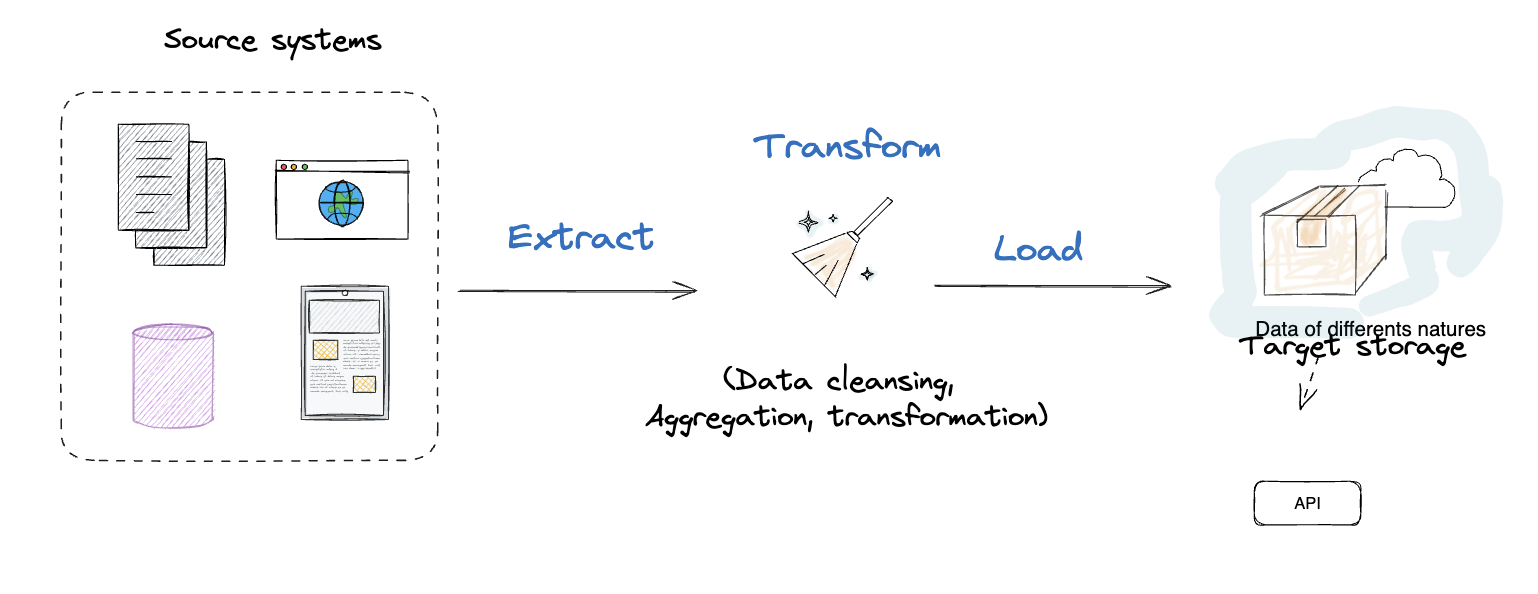 Source systems
Transform
Extract
Load
Data of differents natures
Target storage
(Data cleansing,
Aggregation, transformation)
API